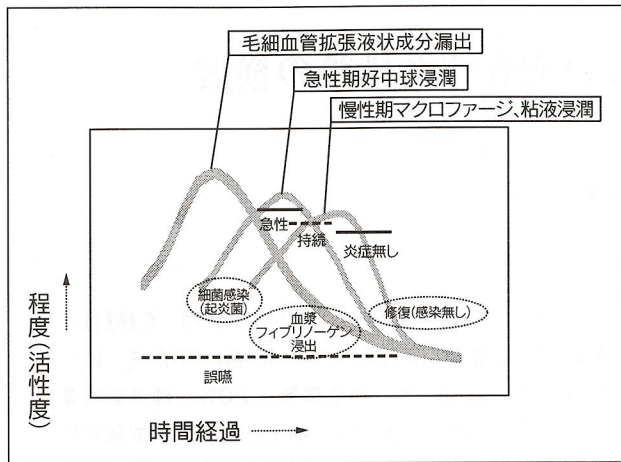 毛細血管拡張液状成分漏出
急性期好中球浸潤
慢性期マクロファージ、粘液浸潤
急性
持続
炎症無し
細菌感染
(起炎菌)
血漿
フィブリノーゲン
浸出
修復(感染無し)
誤嚥
程度(活性度)
時間経過